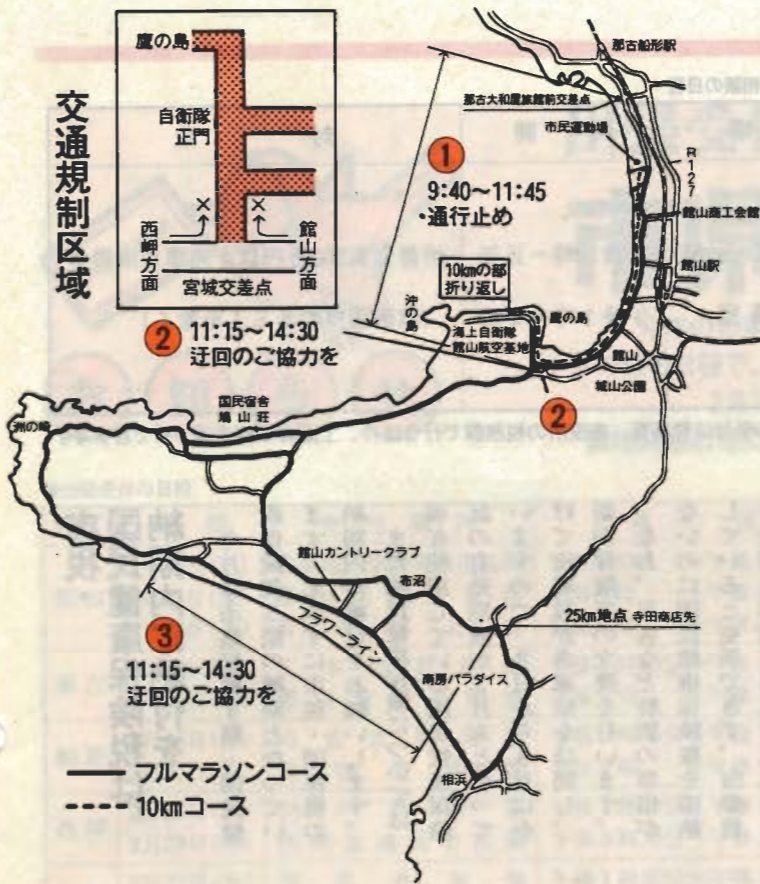 交通規制区域
鷹の島
自衛隊
正門
×
×
西岬方面
館山方面
宮城交差点
② 11:15～14:30
迂回のご協力を
那古船形駅
那古大和屋旅館前交差点
市民運動場
R127
館山商工会館
館山駅
①
9:40～11:45
・通行止め
10kmの部
折り返し
沖の島
鷹の島
海上自衛隊
館山航空基地
館山
城山公園
②
国民宿舎
鳩山荘
洲の崎
館山カントリークラブ
布沼
フラワーライン
25km地点 寺田商店先
南房パラダイス
③
11:15～14:30
迂回のご協力を
相浜
フルマラソンコース
10kmコース